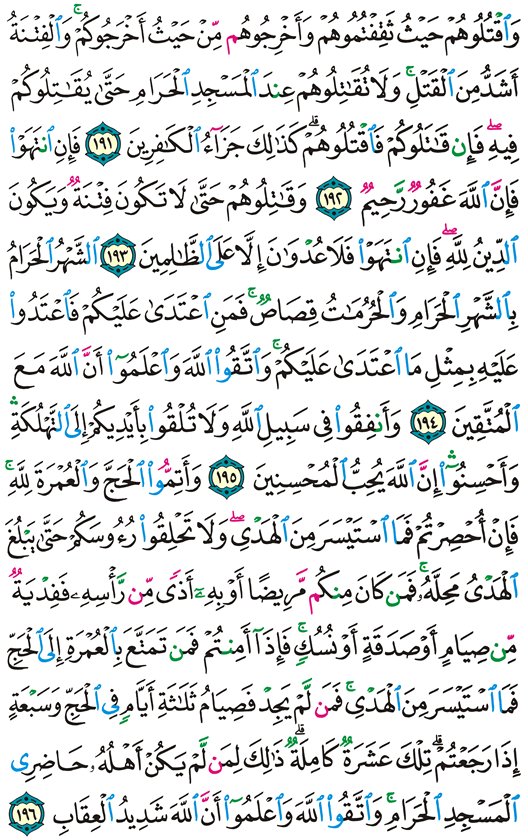 وَٱقۡتُلُوهُمۡ حَيۡثُ ثَقِفۡتُمُوهُمۡ وَأَخۡرِجُوهُم مِّنۡ حَيۡثُ أَخۡرَجُوكُمۡۚ وَٱلۡفِتۡنَةُ
أَشَدُّ مِنَ ٱلۡقَتۡلِۚ وَلَا تُقَٰتِلُوهُمۡ عِندَ ٱلۡمَسۡجِدِ ٱلۡحَرَامِ حَتَّىٰ يُقَٰتِلُوكُمۡ
فِيهِۖ فَإِن قَٰتَلُوكُمۡ فَٱقۡتُلُوهُمۡۗ كَذَٰلِكَ جَزَآءُ ٱلۡكَٰفِرِينَ ١٩١ فَإِنِ ٱنتَهَوۡاْ
فَإِنَّ ٱللَّهَ غَفُورٞ رَّحِيمٞ ١٩٢ وَقَٰتِلُوهُمۡ حَتَّىٰ لَا تَكُونَ فِتۡنَةٞ وَيَكُونَ
ٱلدِّينُ لِلَّهِۖ فَإِنِ ٱنتَهَوۡاْ فَلَا عُدۡوَٰنَ إِلَّا عَلَى ٱلظَّٰلِمِينَ ١٩٣ ٱلشَّهۡرُ ٱلۡحَرَامُ
بِٱلشَّهۡرِ ٱلۡحَرَامِ وَٱلۡحُرُمَٰتُ قِصَاصٞۚ فَمَنِ ٱعۡتَدَىٰ عَلَيۡكُمۡ فَٱعۡتَدُواْ
عَلَيۡهِ بِمِثۡلِ مَا ٱعۡتَدَىٰ عَلَيۡكُمۡۚ وَٱتَّقُواْ ٱللَّهَ وَٱعۡلَمُوٓاْ أَنَّ ٱللَّهَ مَعَ
ٱلۡمُتَّقِينَ ١٩٤ وَأَنفِقُواْ فِي سَبِيلِ ٱللَّهِ وَلَا تُلۡقُواْ بِأَيۡدِيكُمۡ إِلَى ٱلتَّهۡلُكَةِۛ
وَأَحۡسِنُوٓاْۛ إِنَّ ٱللَّهَ يُحِبُّ ٱلۡمُحۡسِنِينَ ١٩٥ وَأَتِمُّواْ ٱلۡحَجَّ وَٱلۡعُمۡرَةَ لِلَّهِۚ
فَإِنۡ أُحۡصِرۡتُمۡ فَمَا ٱسۡتَيۡسَرَ مِنَ ٱلۡهَدۡيِۖ وَلَا تَحۡلِقُواْ رُءُوسَكُمۡ حَتَّىٰ يَبۡلُغَ
ٱلۡهَدۡيُ مَحِلَّهُۥۚ فَمَن كَانَ مِنكُم مَّرِيضًا أَوۡ بِهِۦٓ أَذٗى مِّن رَّأۡسِهِۦ فَفِدۡيَةٞ
مِّن صِيَامٍ أَوۡ صَدَقَةٍ أَوۡ نُسُكٖۚ فَإِذَآ أَمِنتُمۡ فَمَن تَمَتَّعَ بِٱلۡعُمۡرَةِ إِلَى ٱلۡحَجِّ
فَمَا ٱسۡتَيۡسَرَ مِنَ ٱلۡهَدۡيِۚ فَمَن لَّمۡ يَجِدۡ فَصِيَامُ ثَلَٰثَةِ أَيَّامٖ فِي ٱلۡحَجِّ وَسَبۡعَةٍ
إِذَا رَجَعۡتُمۡۗ تِلۡكَ عَشَرَةٞ كَامِلَةٞۗ ذَٰلِكَ لِمَن لَّمۡ يَكُنۡ أَهۡلُهُۥ حَاضِرِي
ٱلۡمَسۡجِدِ ٱلۡحَرَامِۚ وَٱتَّقُواْ ٱللَّهَ وَٱعۡلَمُوٓاْ أَنَّ ٱللَّهَ شَدِيدُ ٱلۡعِقَابِ ١٩٦